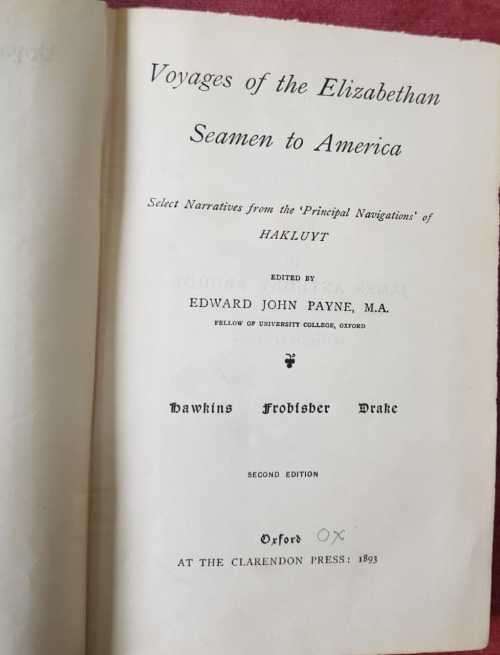 Voyages of the Elizabethan
Seamen to America
Select Narratives from the 'Principal Navigations' of
HAKLUYT
EDITED BY
EDWARD JOHN PAYNE, M.A.
FELLOW OF UNIVERSITY COLLEGE, OXFORD
Hawkins Frobisher Drake
SECOND EDITION
Oxford OX
AT THE CLARENDON PRESS: 1893